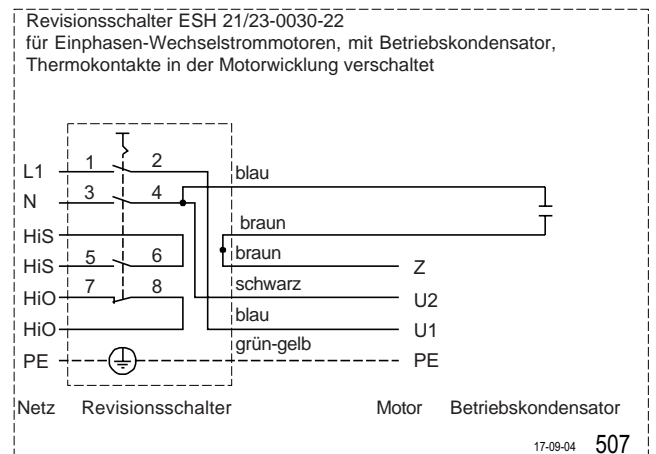 Revisionsschalter ESH 21/23-0030-22
für Einphasen-Wechselstrommotoren, mit Betriebskondensator,
Thermokontakte in der Motorwicklung verschaltet
L1 1 2 blau
N 3 4
HiS braun
HiS 5 6 braun Z
HiO 7 8 schwarz U2
HiO blau U1
PE grün-gelb PE
Netz Revisionsschalter Motor Betriebskondensator
17-09-04 507